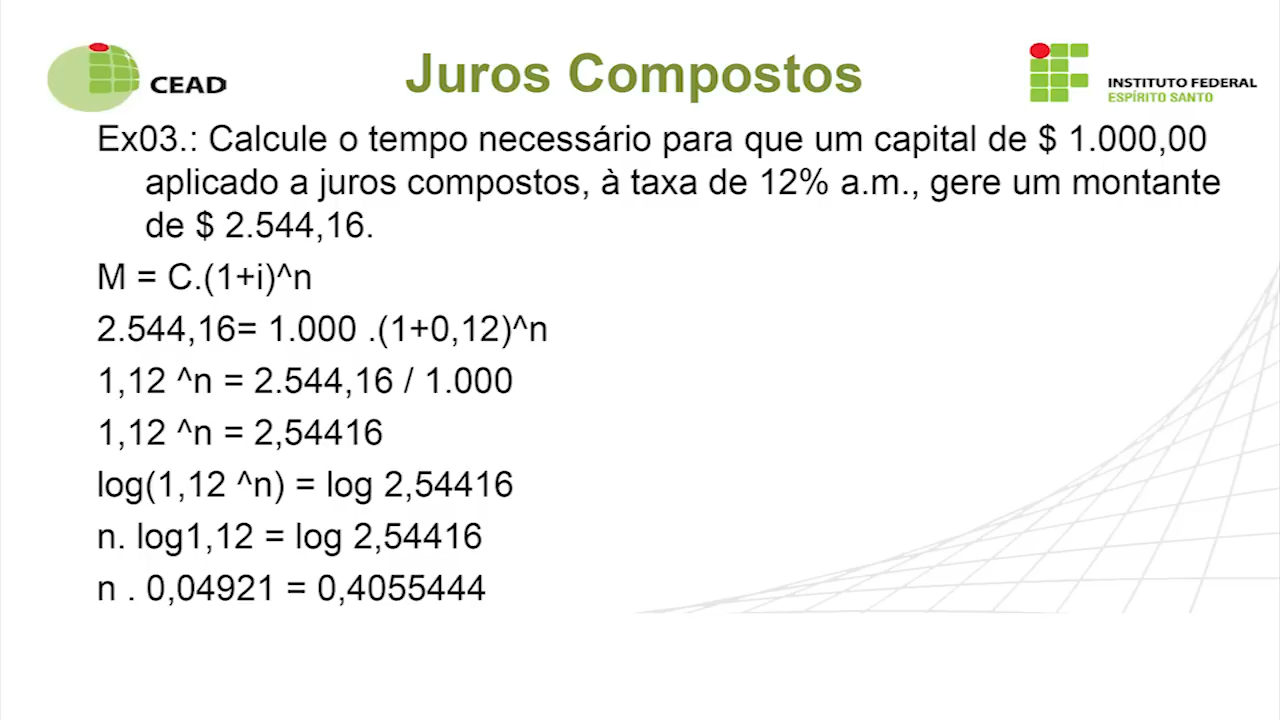 CEAD
Juros Compostos
INSTITUTO FEDERAL
ESPÍRITO SANTO
Ex03.: Calcule o tempo necessário para que um capital de $ 1.000,00
aplicado a juros compostos, à taxa de 12% a.m., gere um montante
de $ 2.544,16.
M = C.(1+i)^n
2.544,16= 1.000 .(1+0,12)^n
1,12 ^n = 2.544,16 / 1.000
1,12 ^n = 2,54416
log(1,12 ^n) = log 2,54416
n. log1,12 = log 2,54416
n . 0,04921 = 0,4055444